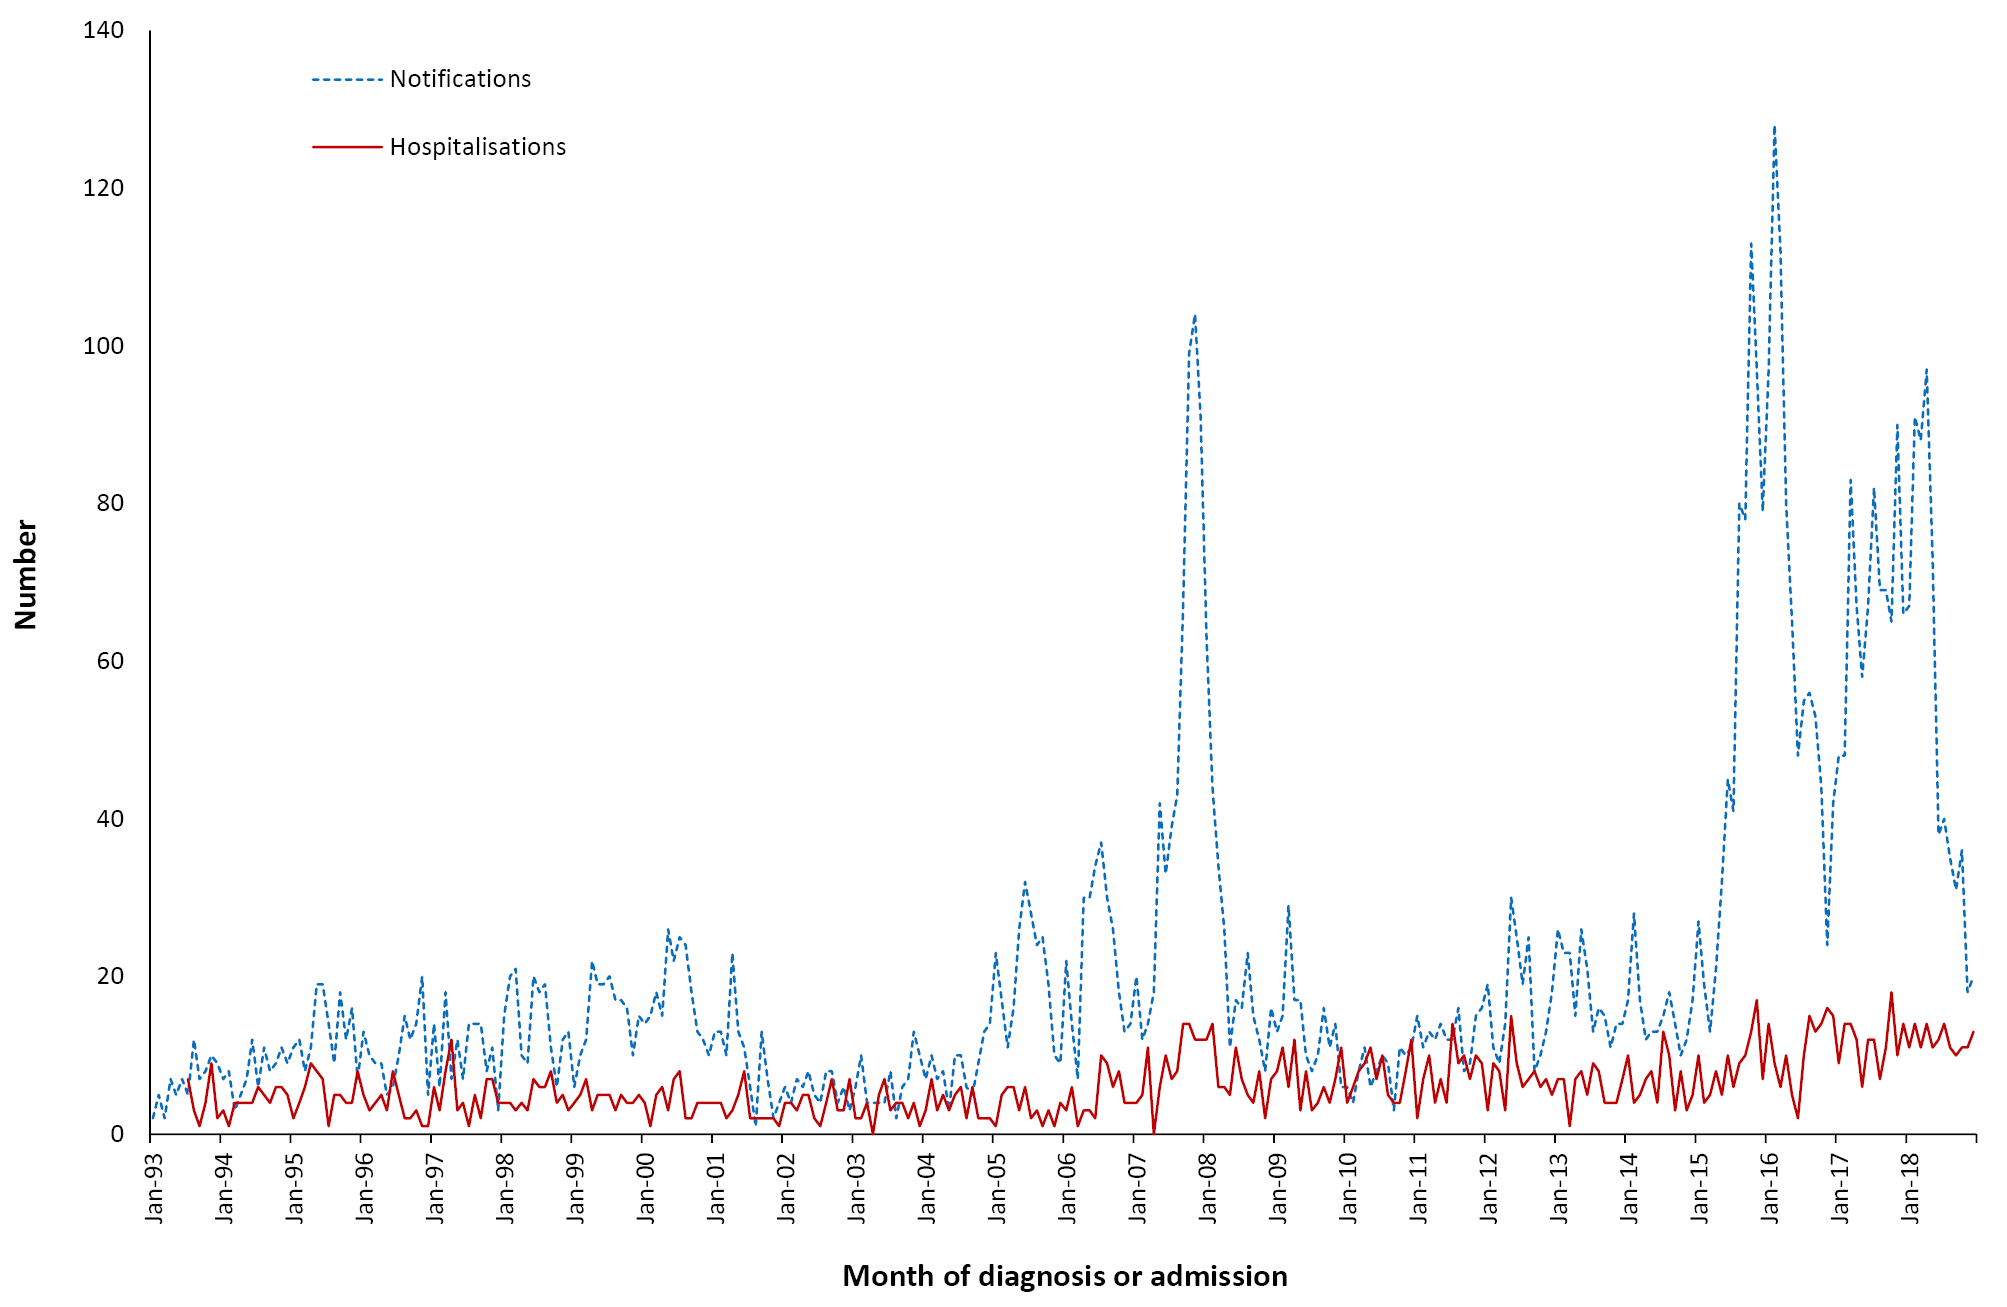 140
120
100
80
60
40
20
0
Number
Notifications
Hospitalisations
Jan-93
Jan-94
Jan-95
Jan-96
Jan-97
Jan-98
Jan-99
Jan-00
Jan-01
Jan-02
Jan-03
Jan-04
Jan-05
Jan-06
Jan-07
Jan-08
Jan-09
Jan-10
Jan-11
Jan-12
Jan-13
Jan-14
Jan-15
Jan-16
Jan-17
Jan-18
Month of diagnosis or admission